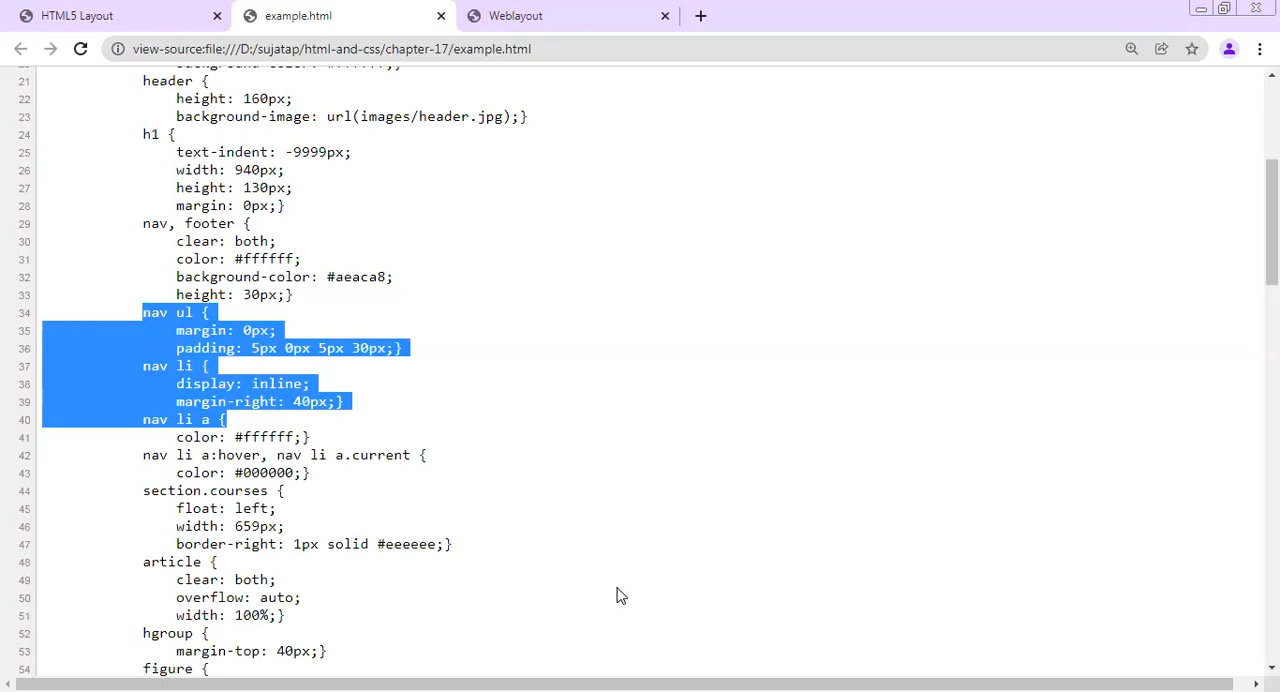 HTML5 Layout
example.html
Weblayout
view-source:file:///D:/sujatap/html-and-css/chapter-17/example.html
21 header {
22 height: 160px;
23 background-image: url(images/header.jpg);}
24 h1 {
25 text-indent: -9999px;
26 width: 940px;
27 height: 130px;
28 margin: 0px;}
29 nav, footer {
30 clear: both;
31 color: #ffffff;
32 background-color: #aeaca8;
33 height: 30px;}
34 nav ul {
35 margin: 0px;
36 padding: 5px 0px 5px 30px;}
37 nav li {
38 display: inline;
39 margin-right: 40px;}
40 nav li a {
41 color: #ffffff;}
42 nav li a:hover, nav li a.current {
43 color: #000000;}
44 section.courses {
45 float: left;
46 width: 659px;
47 border-right: 1px solid #eeeeee;}
48 article {
49 clear: both;
50 overflow: auto;
51 width: 100%;}
52 hgroup {
53 margin-top: 40px;}
54 figure {